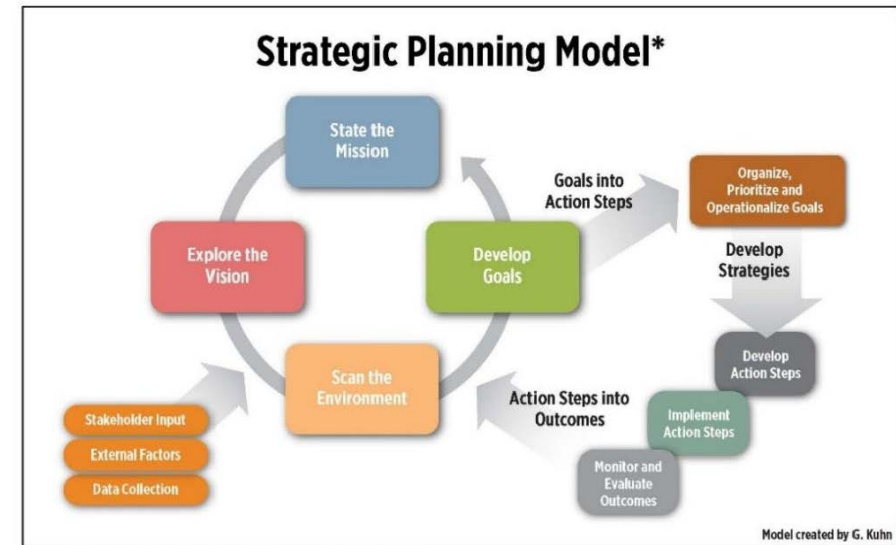 Strategic Planning Model*
State the
Mission
Explore the
Vision
Develop
Goals
Scan the
Environment
Stakeholder Input
External Factors
Data Collection
Goals into
Action Steps
Organize,
Prioritize and
Operationalize Goals
Develop
Strategies
Develop
Action Steps
Implement
Action Steps
Monitor and
Evaluate
Outcomes
Action Steps into
Outcomes
Model created by G. Kuhn